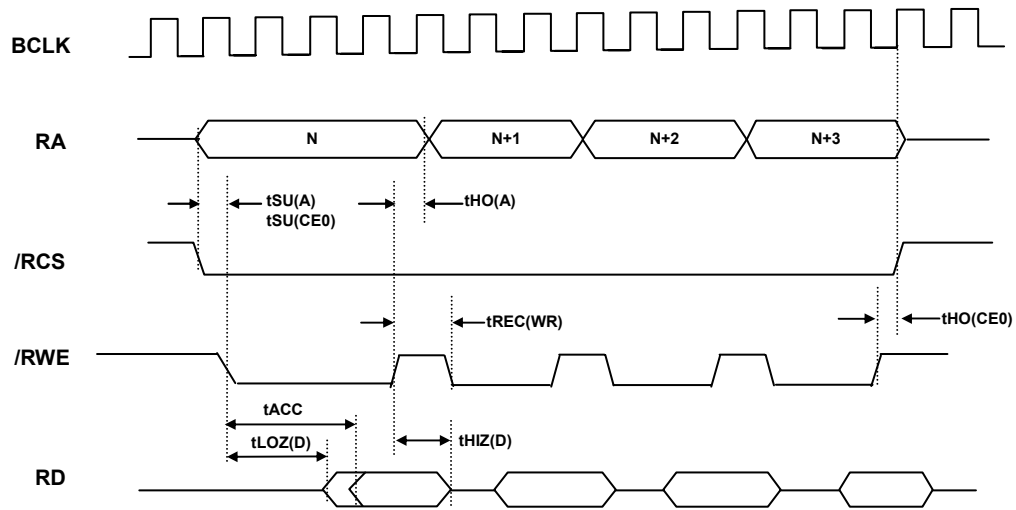 BCLK
RA
N
N+1
N+2
N+3
tSU(A)
tSU(CE0)
tHO(A)
/RCS
tREC(WR)
tHO(CE0)
/RWE
tACC
tLOZ(D)
tHIZ(D)
RD